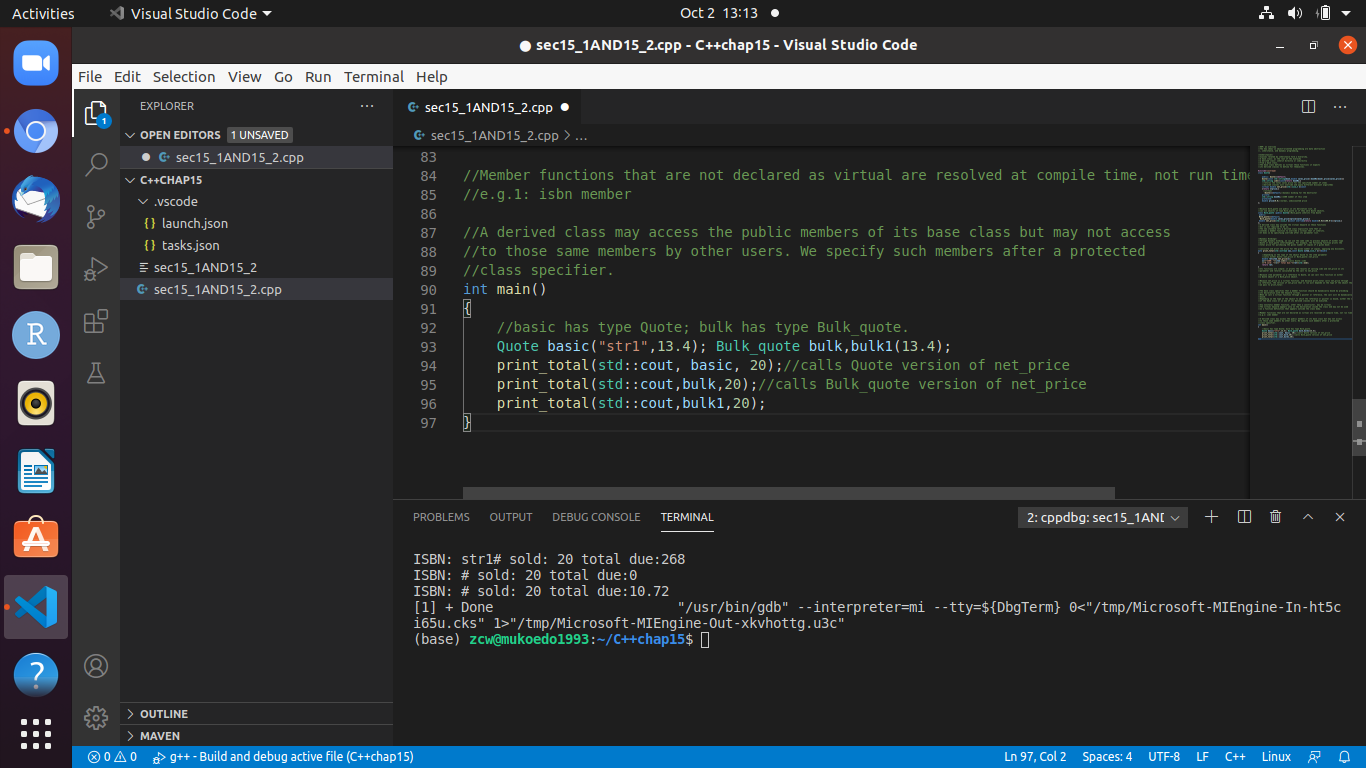 Activities Visual Studio Code Oct 2 13:13
sec15_1AND15_2.cpp - C++chap15 - Visual Studio Code
File Edit Selection View Go Run Terminal Help
EXPLORER
OPEN EDITORS 1 UNSAVED
sec15_1AND15_2.cpp
C++CHAP15
.vscode
{} launch.json
{} tasks.json
sec15_1AND15_2
sec15_1AND15_2.cpp
OUTLINE
MAVEN
1
sec15_1AND15_2.cpp
sec15_1AND15_2.cpp > ...
83
84 //Member functions that are not declared as virtual are resolved at compile time, not run time
85 //e.g.1: isbn member
86
87 //A derived class may access the public members of its base class but may not access
88 //to those same members by other users. We specify such members after a protected
89 //class specifier.
90 int main()
91 {
92 //basic has type Quote; bulk has type Bulk_quote.
93 Quote basic("str1",13.4); Bulk_quote bulk,bulk1(13.4);
94 print_total(std::cout, basic, 20);//calls Quote version of net_price
95 print_total(std::cout,bulk,20);//calls Bulk_quote version of net_price
96 print_total(std::cout,bulk1,20);
97 }
PROBLEMS OUTPUT DEBUG CONSOLE TERMINAL 2: cppdbg: sec15_1ANI
ISBN: str1# sold: 20 total due:268
ISBN: # sold: 20 total due:0
ISBN: # sold: 20 total due:10.72
[1] + Done "/usr/bin/gdb" --interpreter=mi --tty=${DbgTerm} 0<"/tmp/Microsoft-MIEngine-In-ht5c
i65u.cks" 1>"/tmp/Microsoft-MIEngine-Out-xkvhottg.u3c"
(base) zcw@mukoedo1993:~/C++chap15$
0 0 g++ - Build and debug active file (C++chap15) Ln 97, Col 2 Spaces: 4 UTF-8 LF C++ Linux